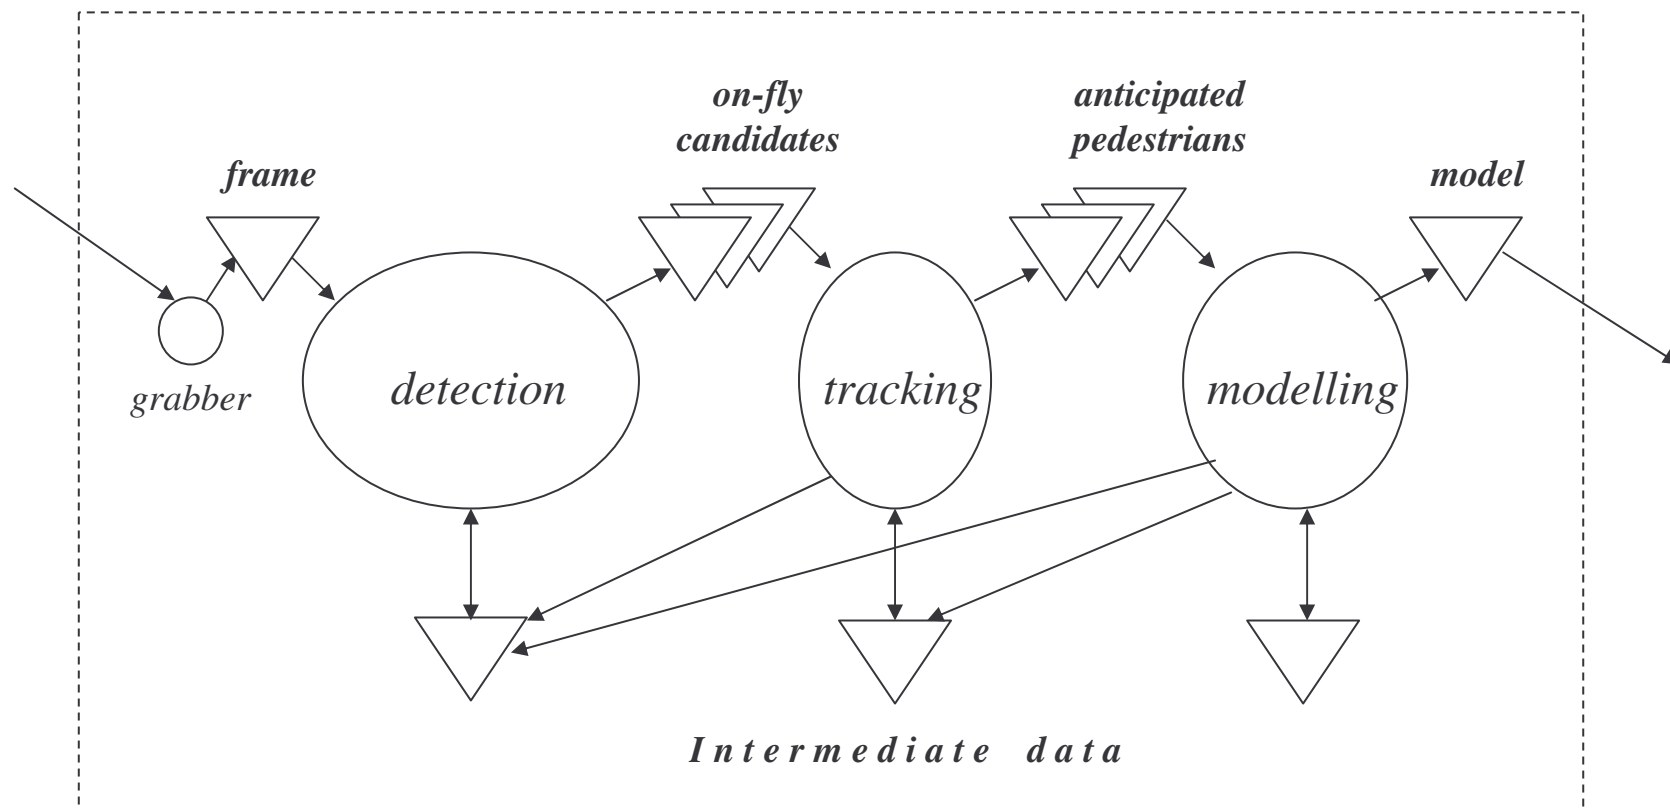 on-fly
candidates
anticipated
pedestrians
frame
model
grabber
detection
tracking
modelling
Intermediate data